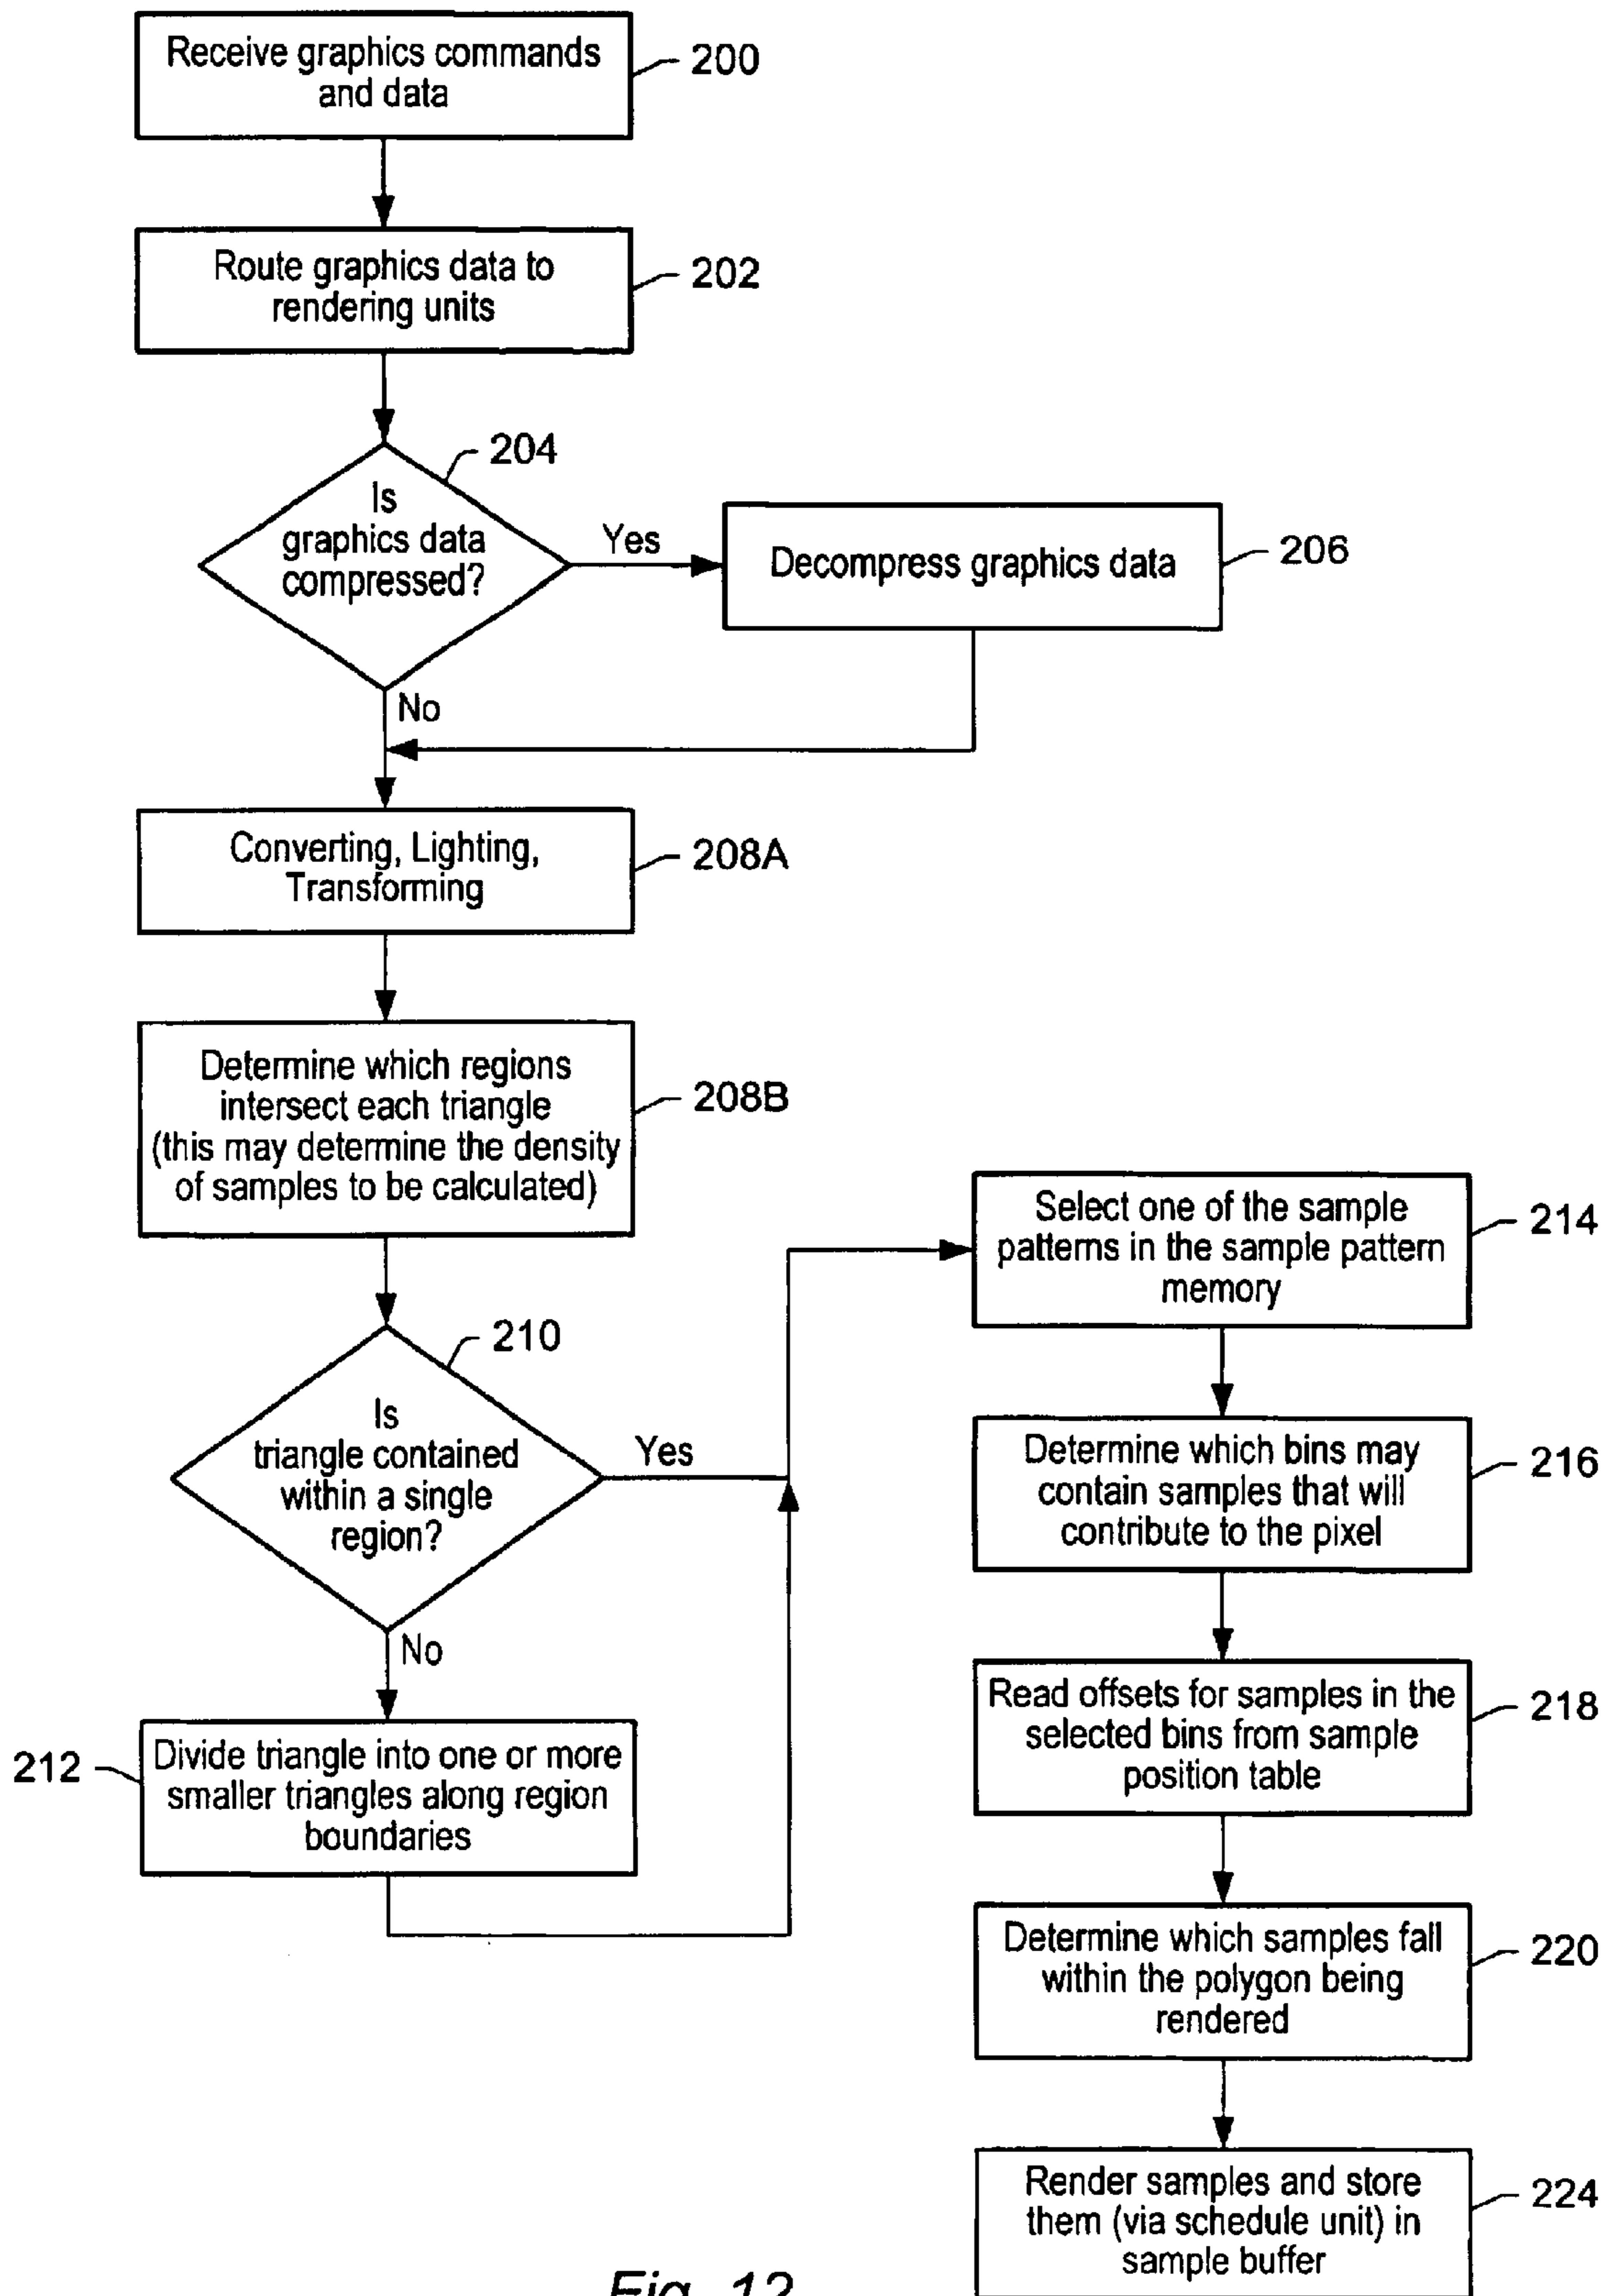 Receive graphics commands
and data
200
Route graphics data to
rendering units
202
204
Is
graphics data
compressed?
Yes
No
Decompress graphics data
206
Converting, Lighting,
Transforming
208A
Determine which regions
intersect each triangle
(this may determine the density
of samples to be calculated)
208B
210
Is
triangle contained
within a single
region?
Yes
No
212
Divide triangle into one or more
smaller triangles along region
boundaries
Select one of the sample
patterns in the sample pattern
memory
214
Determine which bins may
contain samples that will
contribute to the pixel
216
Read offsets for samples in the
selected bins from sample
position table
218
Determine which samples fall
within the polygon being
rendered
220
Render samples and store
them (via schedule unit) in
sample buffer
224
Fig. 12